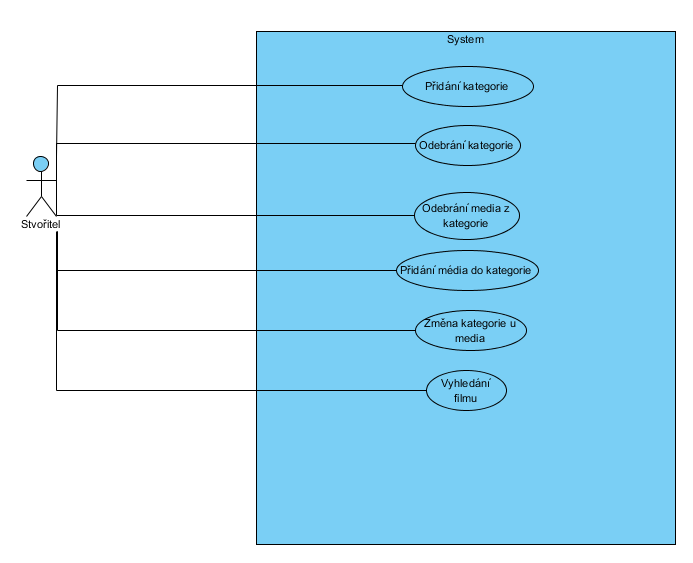 System
Přidání kategorie
Odebrání kategorie
Odebrání media z
kategorie
Stvořitel
Přidání média do kategorie
Změna kategorie u
media
Vyhledání
filmu